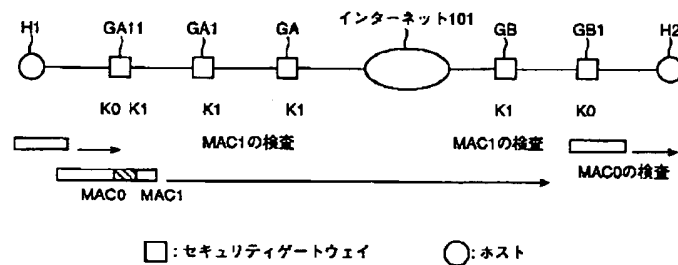 H1 GA11 GA1 GA インターネット101 GB GB1 H2
K0 K1 K1 K1 K1 K0
MAC1の検査 MAC1の検査
MAC0の検査
MAC0 MAC1
:セキュリティゲートウェイ :ホスト